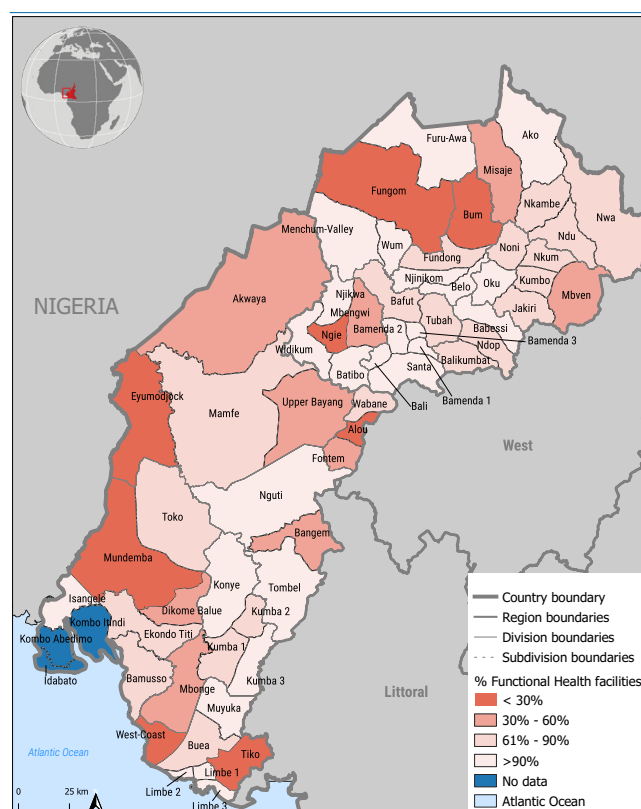 Ako
Furu-Awa
Misaje
Fungom
Bum
Nkambe
Nwa
Menchum-Valley
Wum
Noni
Ndu
Fundong
Nkum
Akwaya
Njinikom
Njikwa
Belo
Oku
Kumbo
Mbven
Mbengwi
Bafut
Jakiri
NIGERIA
Ngie
Bamenda 2
Tubah
Babessi
Widikum
Ndop
Bamenda 3
Balikumbat
Batibo
Santa
Eyumodjock
Mamfe
Upper Bayang
Wabane
Bali
Bamenda 1
Alou
West
Fontem
Nguti
Toko
Bangem
Mundemba
Konye
Tombel
Isangele
Dikome Balue
Kumba 2
Kombo Itindi
Kombo Abedimo
Ekondo Titi
Kumba 1
Idabato
Bamusso
Mbonge
Kumba 3
Littoral
Muyuka
West-Coast
Buea
Tiko
Atlantic Ocean
Limbe 1
Limbe 2
Limbe 3
0 25 km
Country boundary
Region boundaries
Division boundaries
Subdivision boundaries
% Functional Health facilities
< 30%
30% - 60%
61% - 90%
>90%
No data
Atlantic Ocean